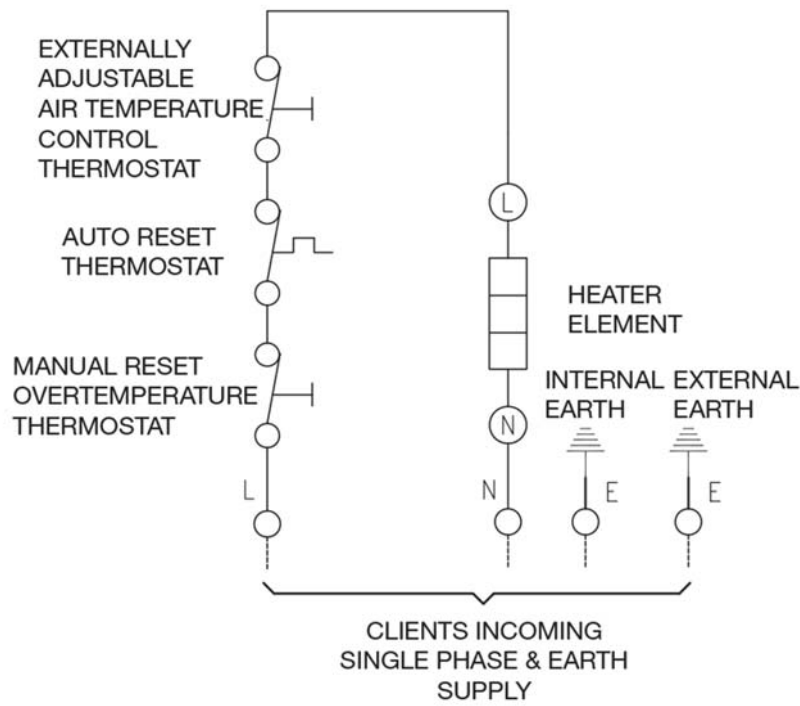 EXTERNALLY
ADJUSTABLE
AIR TEMPERATURE
CONTROL
THERMOSTAT
AUTO RESET
THERMOSTAT
MANUAL RESET
OVERTEMPERATURE
THERMOSTAT
L
L
HEATER
ELEMENT
N
N
INTERNAL
EARTH
E
EXTERNAL
EARTH
E
CLIENTS INCOMING
SINGLE PHASE & EARTH
SUPPLY